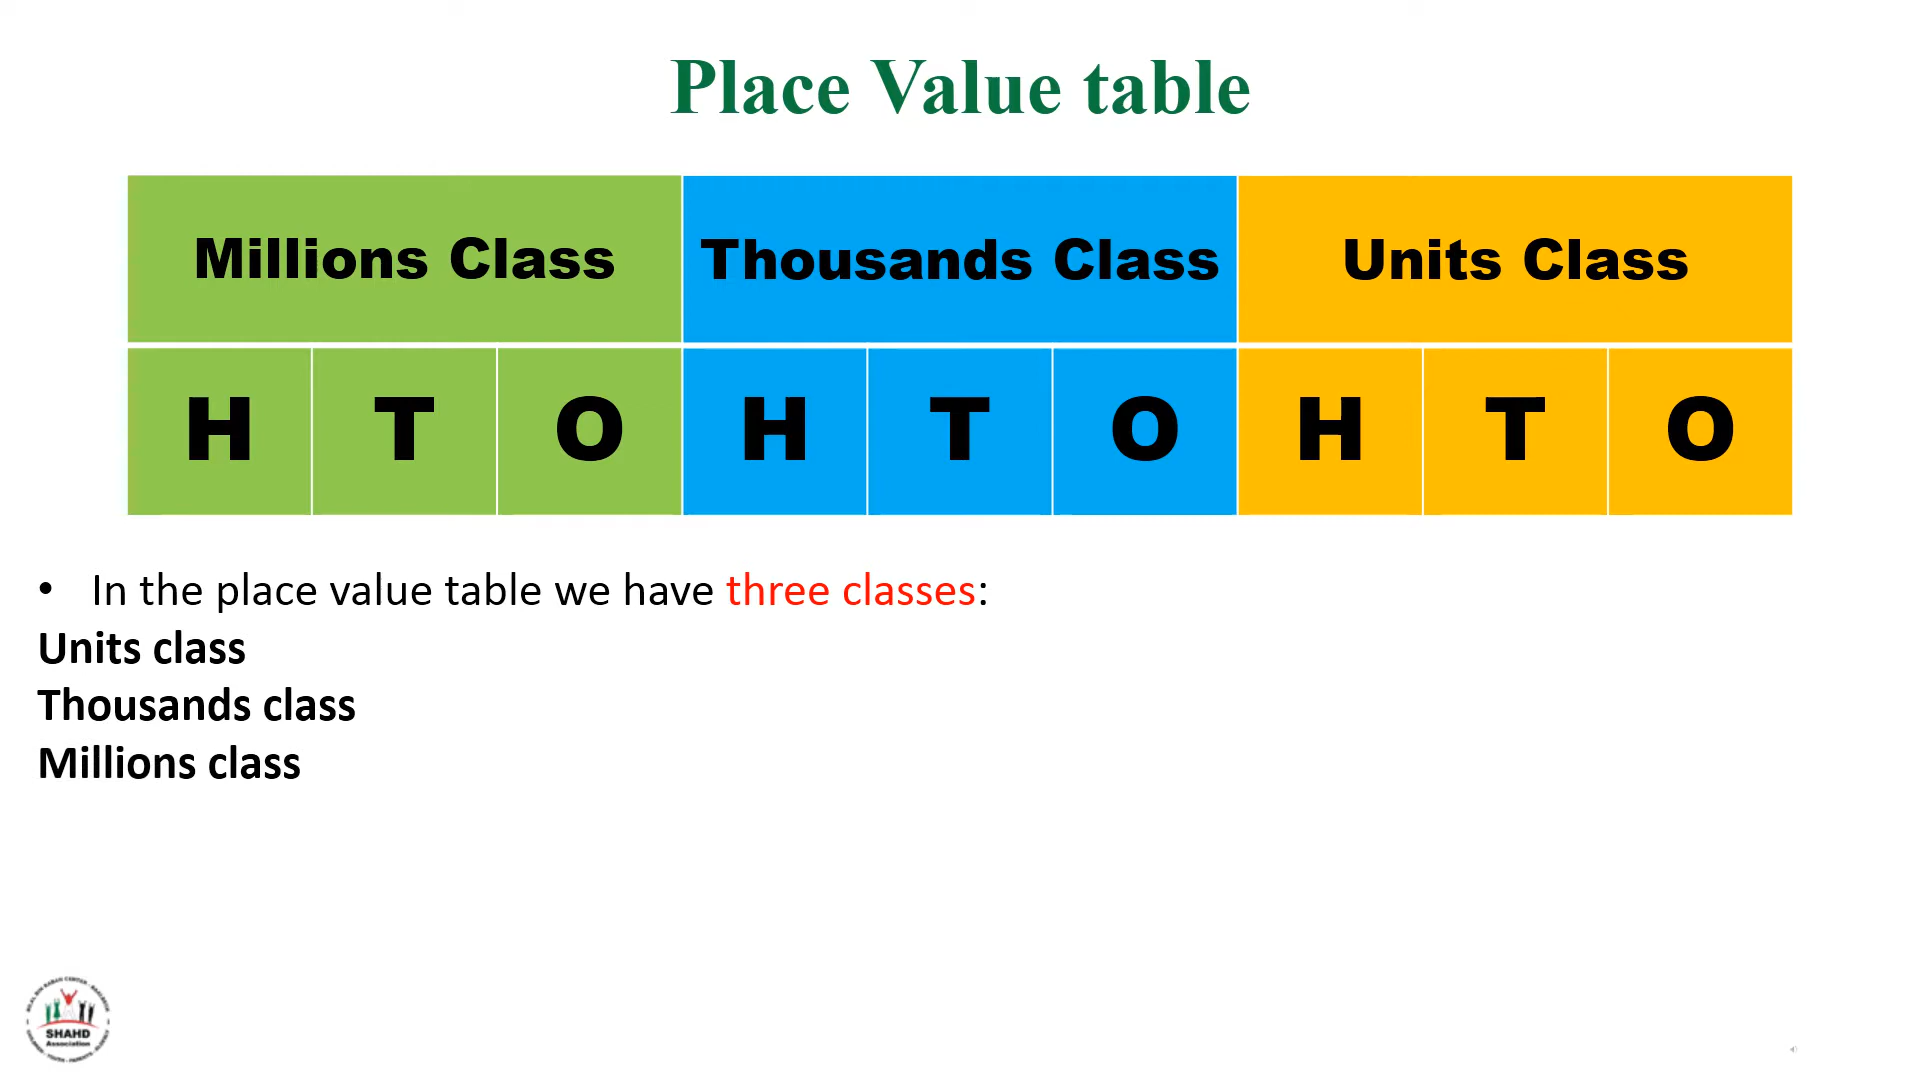 Place Value table
Millions Class Thousands Class Units Class
H T O H T O H T O
• In the place value table we have three classes:
Units class
Thousands class
Millions class
SHAHD
Association